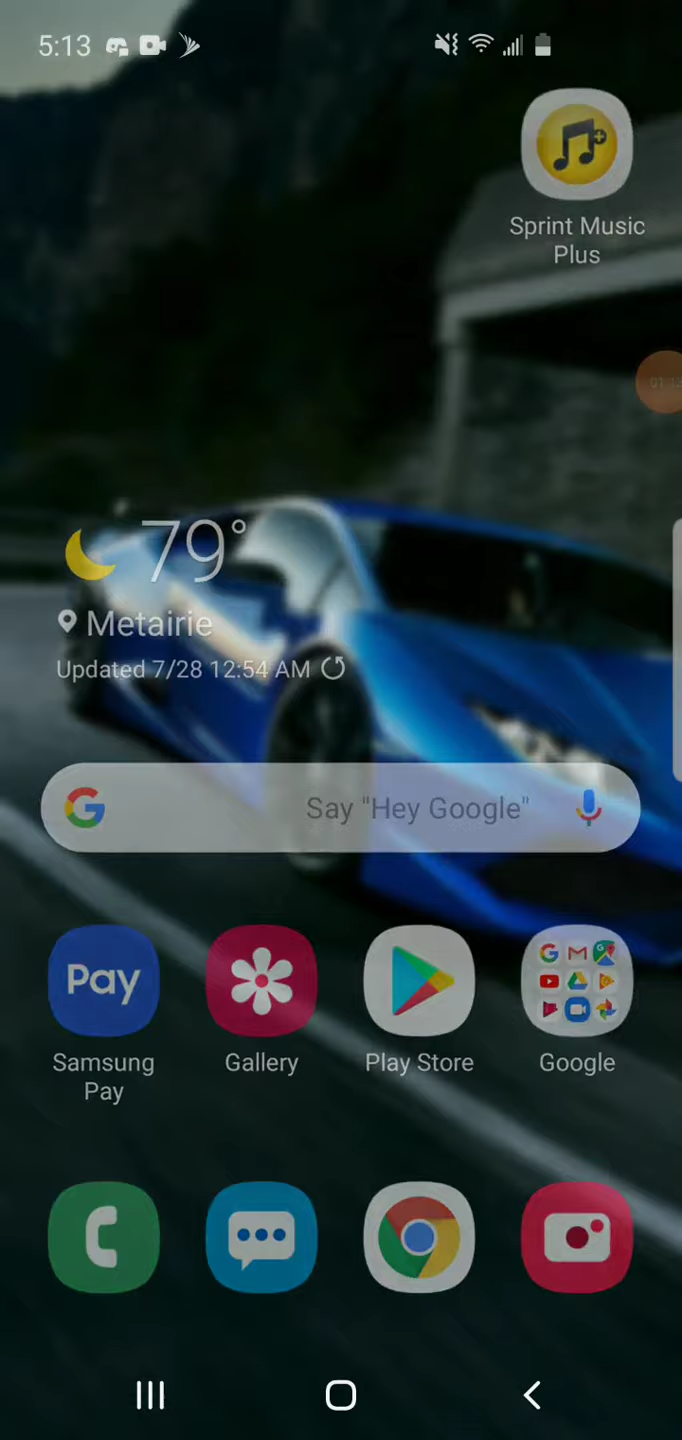 5:13
Sprint Music
Plus
79°
Metairie
Updated 7/28 12:54 AM
Say "Hey Google"
Pay
Samsung
Pay
Gallery
Play Store
Google